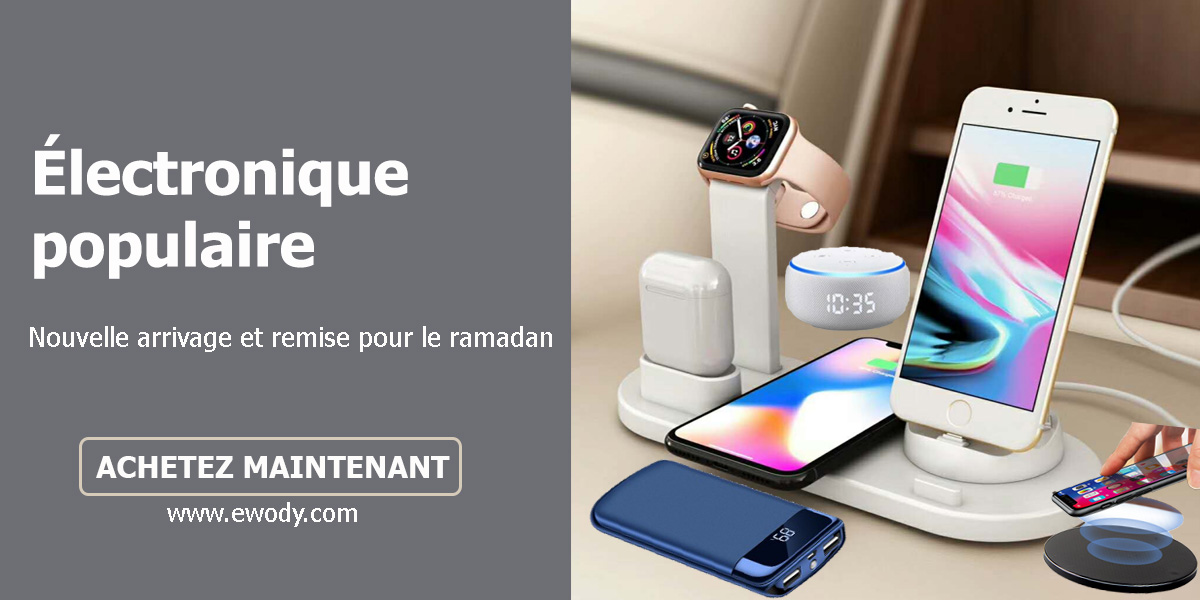 Électronique
populaire
Nouvelle arrivage et remise pour le ramadan
ACHETEZ MAINTENANT
www.ewody.com
10:35